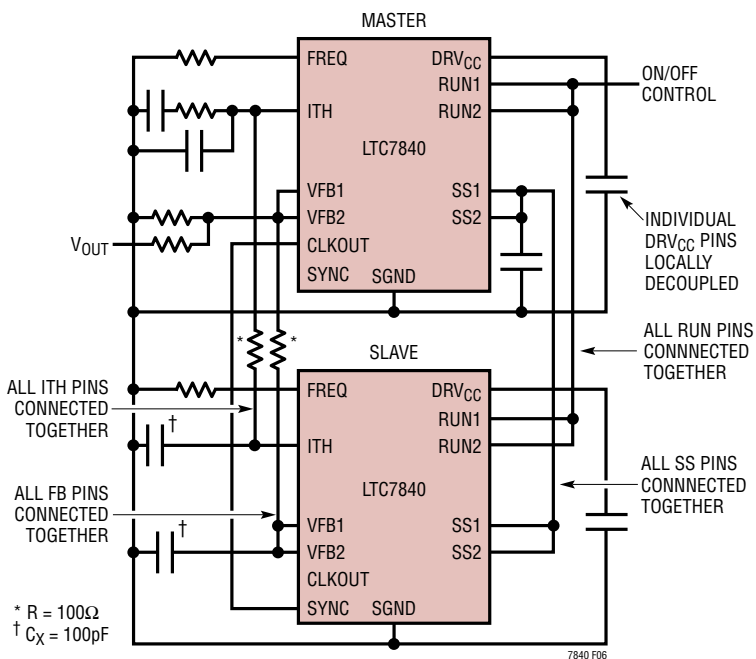 MASTER
FREQ
ITH
VFB1
VFB2
CLKOUT
SYNC
SGND
LTC7840
DRVCC
RUN1
RUN2
SS1
SS2
ON/OFF
CONTROL
VOUT
INDIVIDUAL
DRVCC PINS
LOCALLY
DECOUPLED
* *
ALL RUN PINS
CONNNECTED
TOGETHER
SLAVE
FREQ
ITH
VFB1
VFB2
CLKOUT
SYNC
SGND
LTC7840
DRVCC
RUN1
RUN2
SS1
SS2
ALL ITH PINS
CONNECTED
TOGETHER
†
ALL FB PINS
CONNECTED
TOGETHER
†
ALL SS PINS
CONNNECTED
TOGETHER
* R = 100Ω
† CX = 100pF
7840 F06